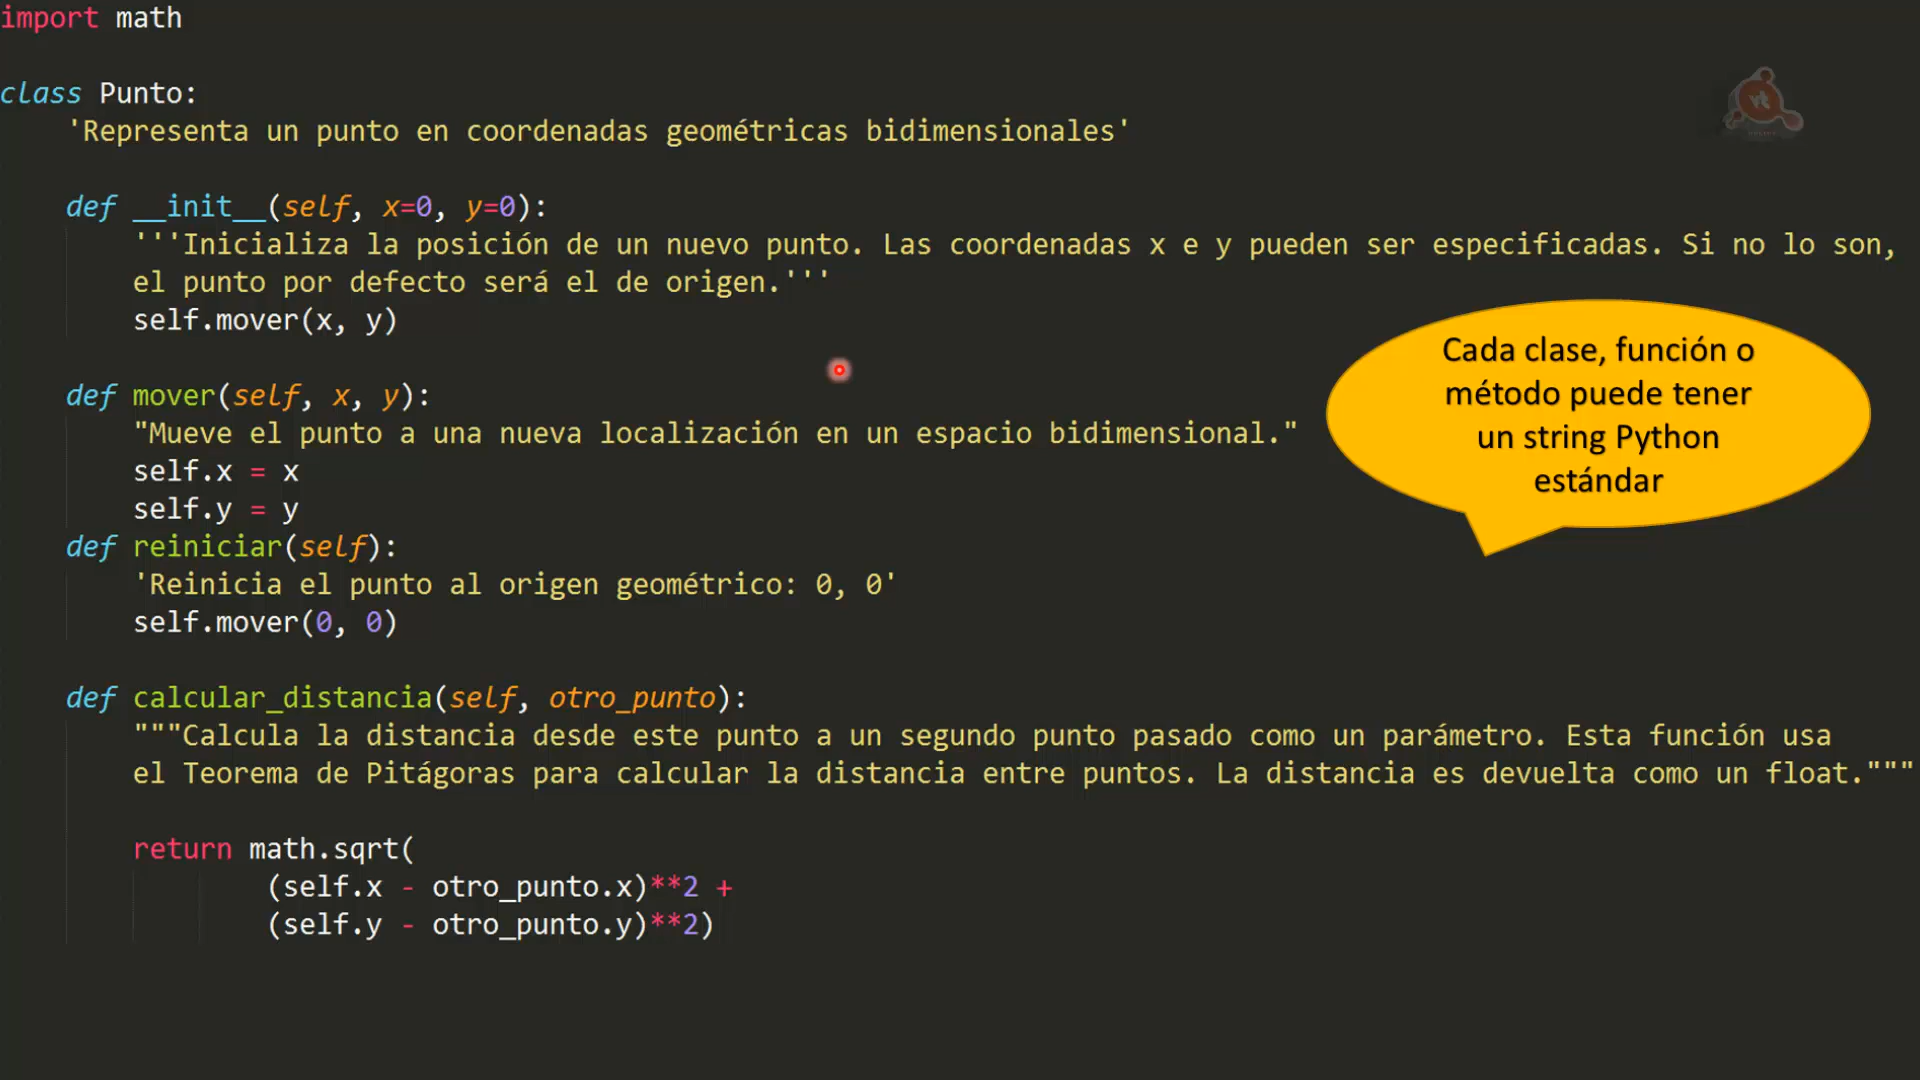 import math
class Punto:
'Representa un punto en coordenadas geométricas bidimensionales'
def __init__(self, x=0, y=0):
'''Inicializa la posición de un nuevo punto. Las coordenadas x e y pueden ser especificadas. Si no lo son,
el punto por defecto será el de origen.'''
self.mover(x, y)
def mover(self, x, y):
"Mueve el punto a una nueva localización en un espacio bidimensional."
self.x = x
self.y = y
def reiniciar(self):
'Reinicia el punto al origen geométrico: 0, 0'
self.mover(0, 0)
def calcular_distancia(self, otro_punto):
"""Calcula la distancia desde este punto a un segundo punto pasado como un parámetro. Esta función usa
el Teorema de Pitágoras para calcular la distancia entre puntos. La distancia es devuelta como un float."""
return math.sqrt(
(self.x - otro_punto.x)**2 +
(self.y - otro_punto.y)**2)
Cada clase, función o
método puede tener
un string Python
estándar